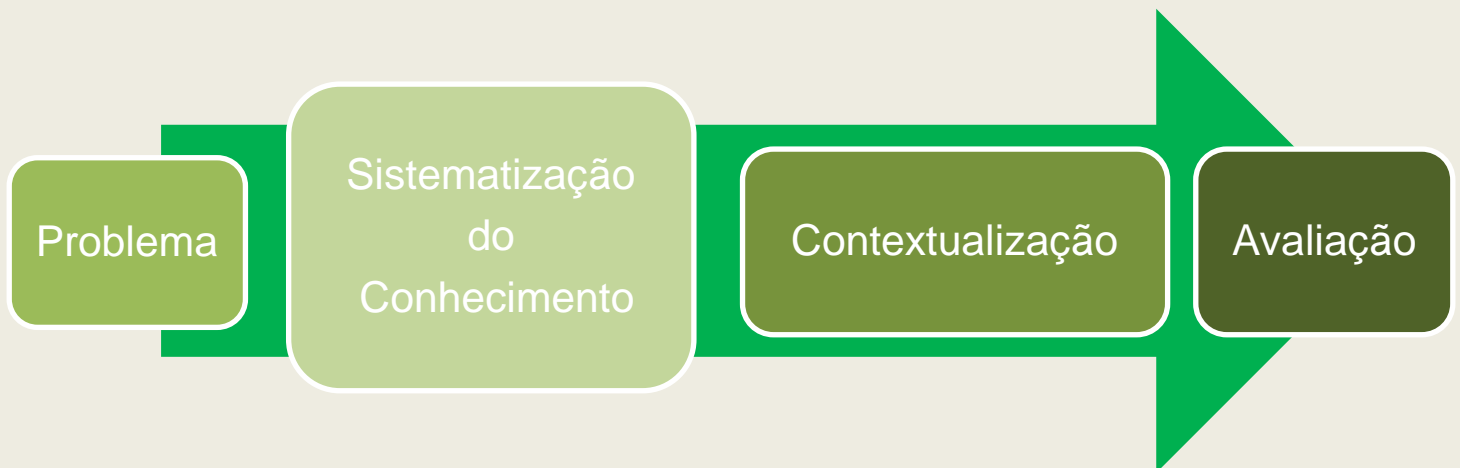 Problema
Sistematização
do
Conhecimento
Contextualização
Avaliação